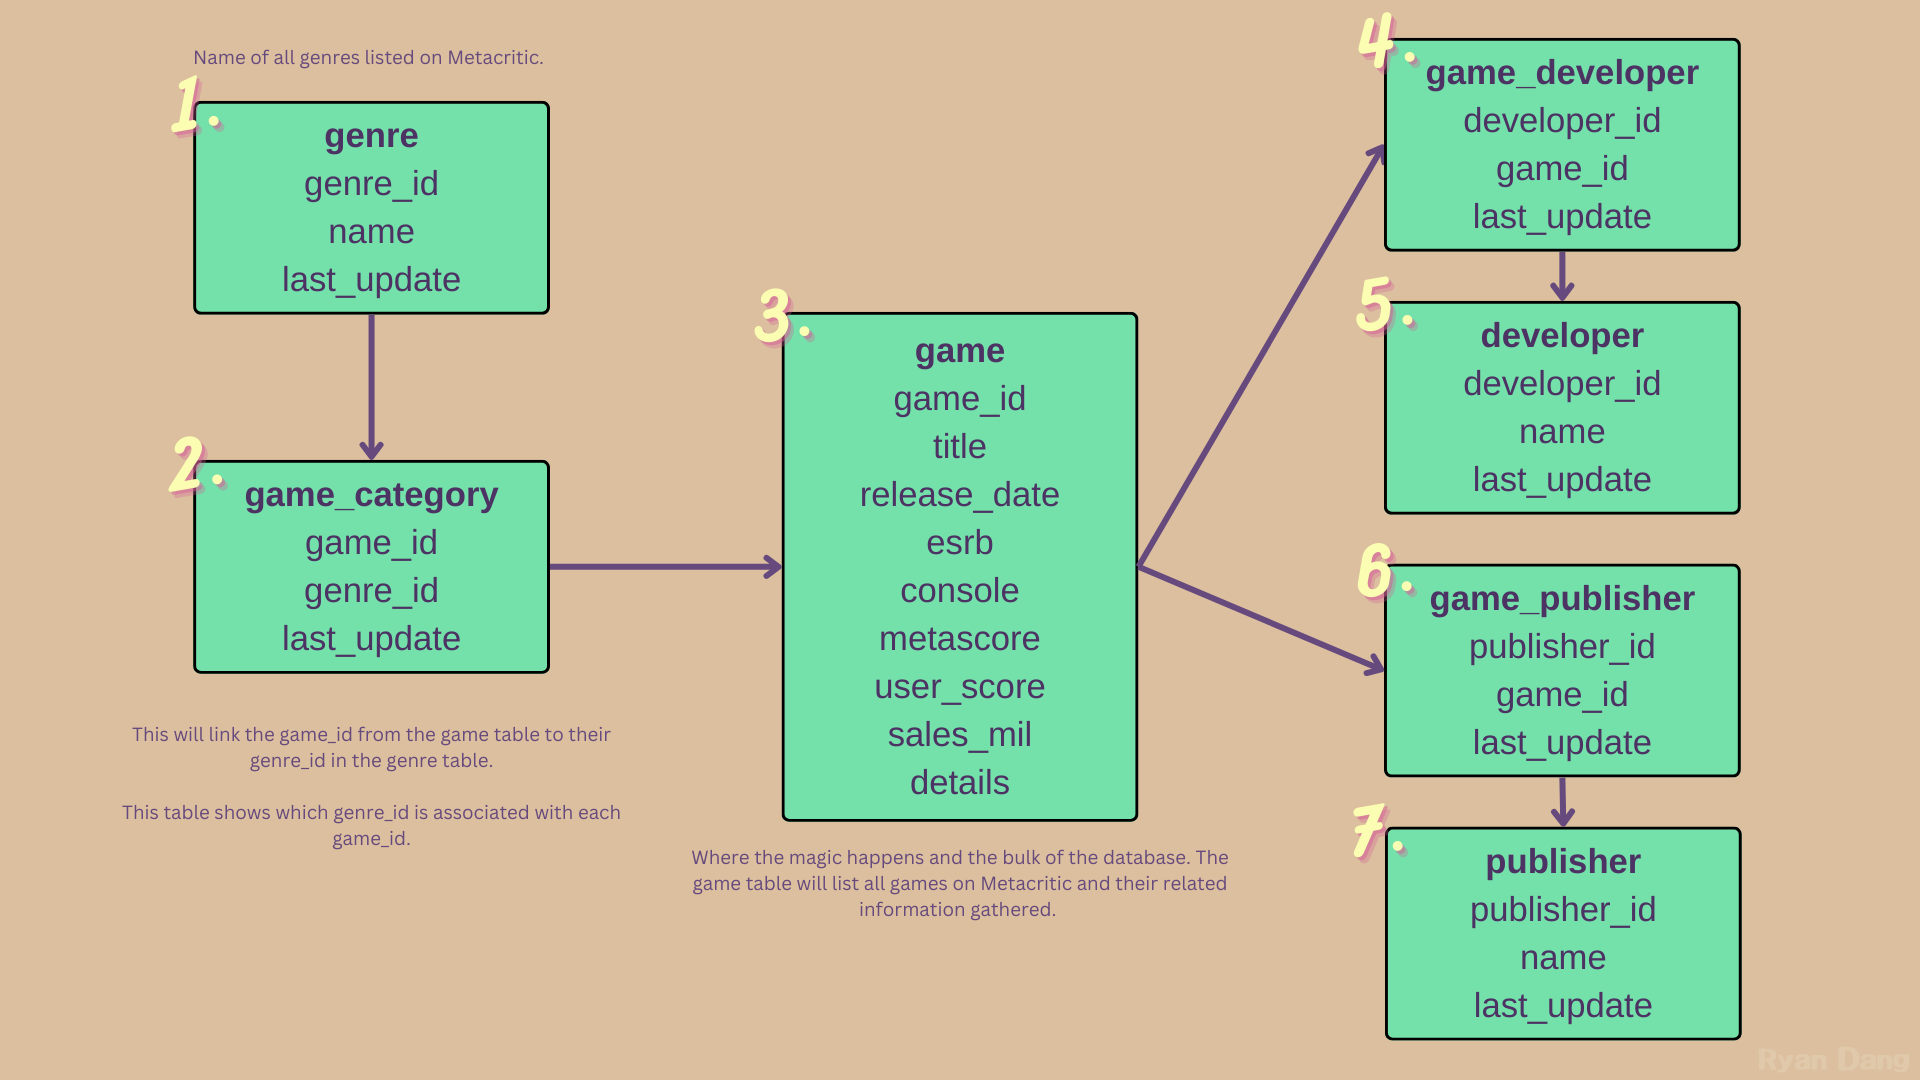 Name of all genres listed on Metacritic.
1.
genre
genre_id
name
last_update
2.
game_category
game_id
genre_id
last_update
This will link the game_id from the game table to their
genre_id in the genre table.
This table shows which genre_id is associated with each
game_id.
3.
game
game_id
title
release_date
esrb
console
metascore
user_score
sales_mil
details
Where the magic happens and the bulk of the database. The
game table will list all games on Metacritic and their related
information gathered.
4.
game_developer
developer_id
game_id
last_update
5.
developer
developer_id
name
last_update
6.
game_publisher
publisher_id
game_id
last_update
7.
publisher
publisher_id
name
last_update
Ryan Dang